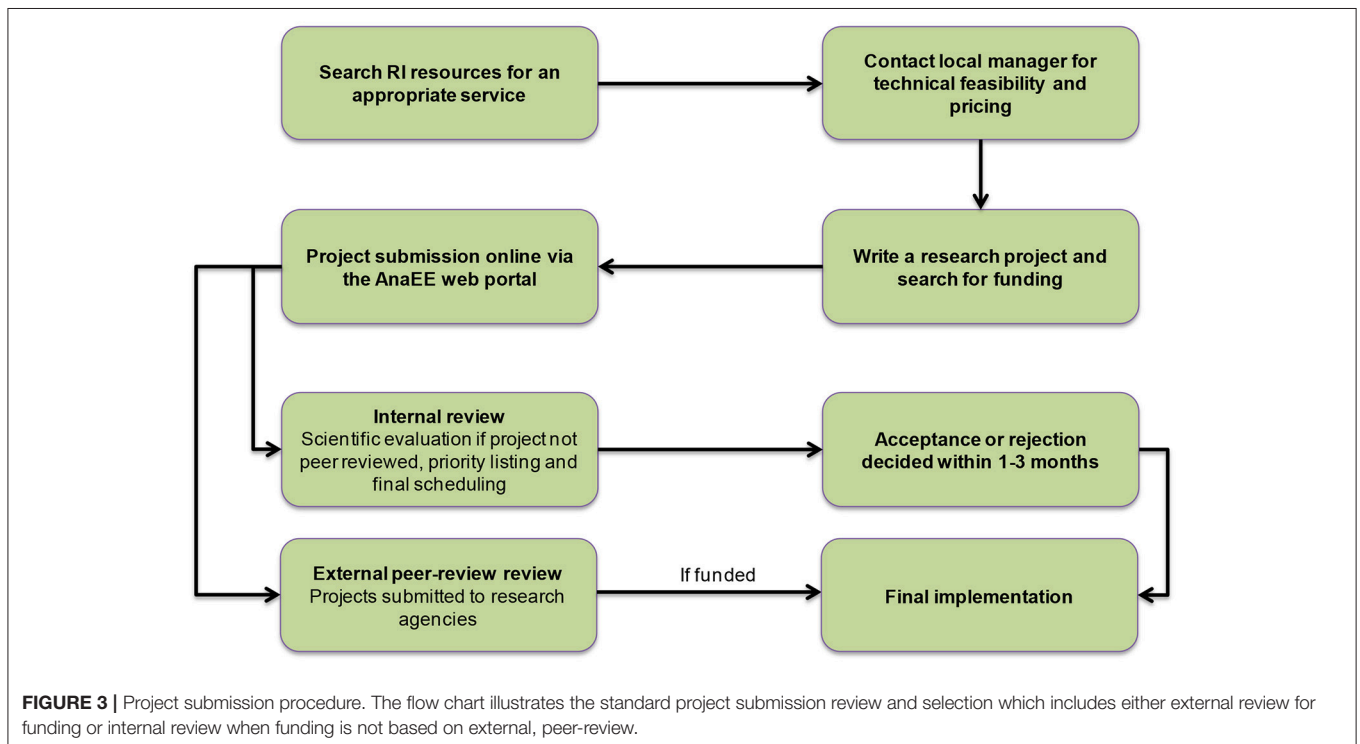 Search RI resources for an
appropriate service
Contact local manager for
technical feasibility and
pricing
Project submission online via
the AnaEE web portal
Write a research project and
search for funding
Internal review
Scientific evaluation if project not
peer reviewed, priority listing and
final scheduling
Acceptance or rejection
decided within 1-3 months
External peer-review review
Projects submitted to research
agencies
If funded
Final implementation
FIGURE 3 | Project submission procedure. The flow chart illustrates the standard project submission review and selection which includes either external review for
funding or internal review when funding is not based on external, peer-review.